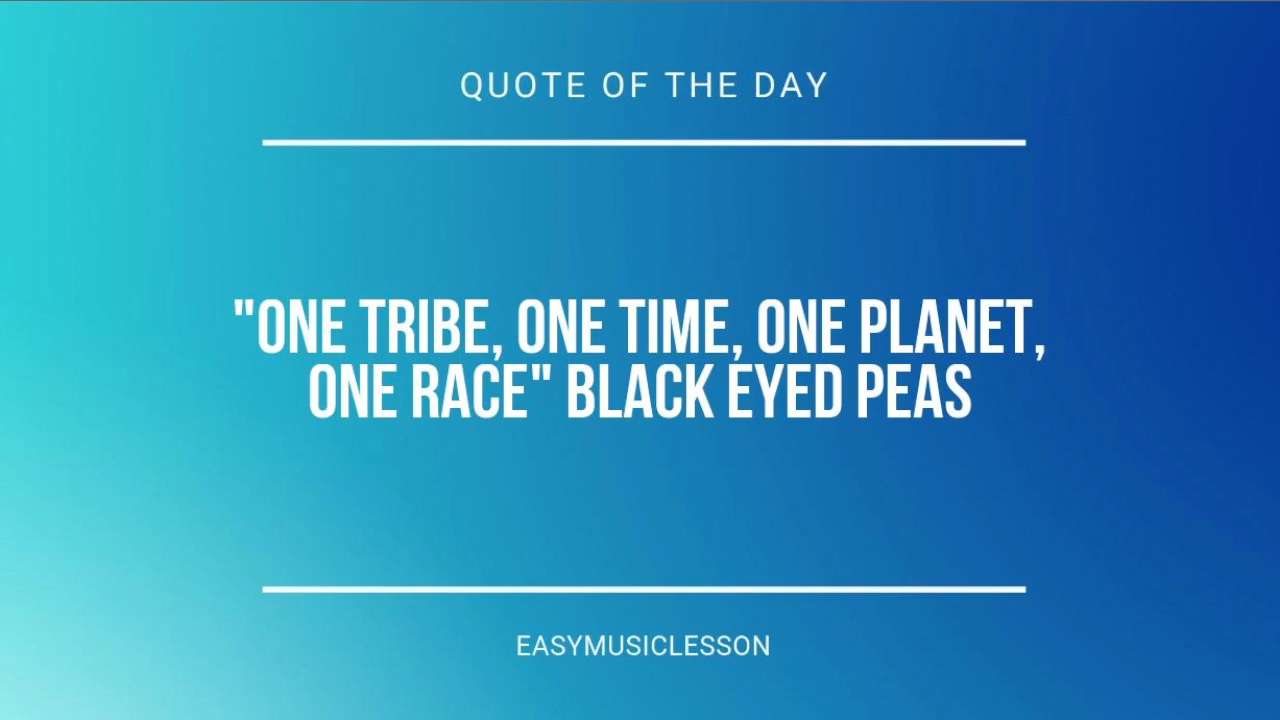 QUOTE OF THE DAY
"ONE TRIBE, ONE TIME, ONE PLANET,
ONE RACE" BLACK EYED PEAS
EASYMUSICLESSON